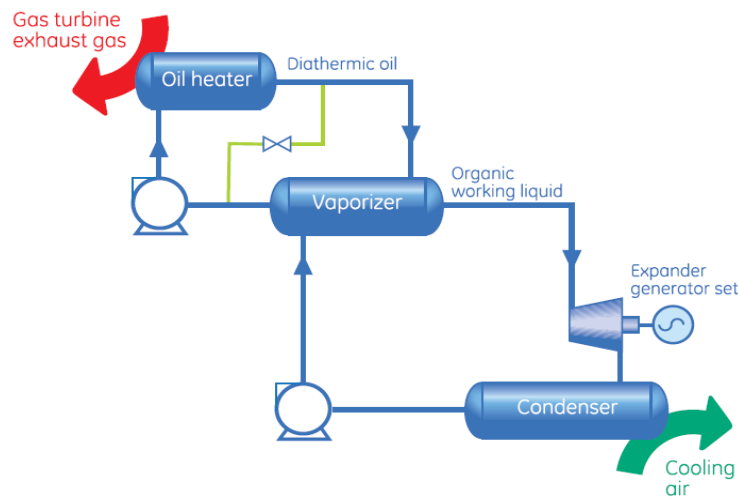 Gas turbine
exhaust gas
Oil heater
Diathermic oil
Vaporizer
Organic
working liquid
Expander
generator set
Condenser
Cooling
air